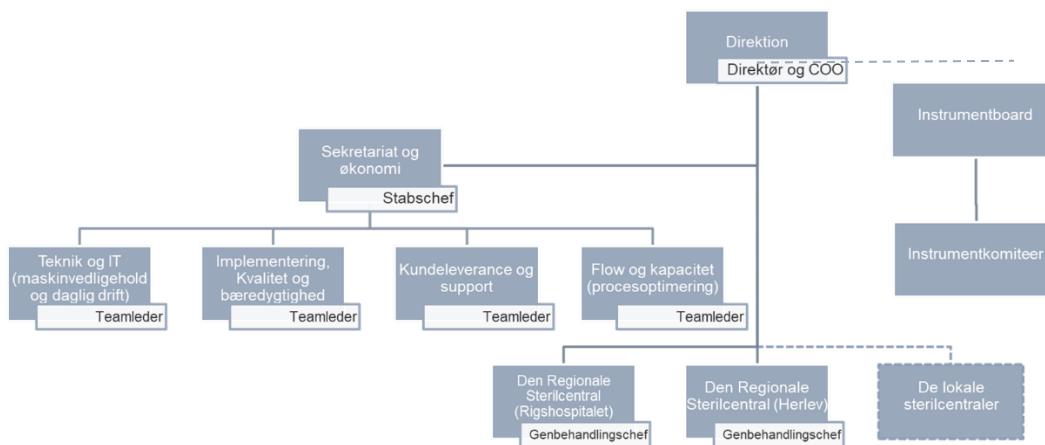 Direktion
Direktør og COO
Instrumentboard
Sekretariat og
økonomi
Stabschef
Instrumentkomiteer
Teknik og IT
(maskinvedligehold
og daglig drift)
Teamleder
Implementering,
Kvalitet og
bæredygtighed
Teamleder
Kundeleverance og
support
Teamleder
Flow og kapacitet
(procesoptimering)
Teamleder
Den Regionale
Sterilcentral
(Rigshospitalet)
Genbehandlingschef
Den Regionale
Sterilcentral (Herlev)
Genbehandlingschef
De lokale
sterilcentraler